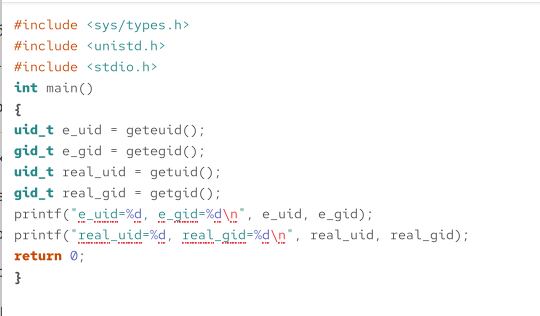 #include <sys/types.h>
#include <unistd.h>
#include <stdio.h>
int main()
{
uid_t e_uid = geteuid();
gid_t e_gid = getegid();
uid_t real_uid = getuid();
gid_t real_gid = getgid();
printf("e_uid=%d, e_gid=%d\n", e_uid, e_gid);
printf("real_uid=%d, real_gid=%d\n", real_uid, real_gid);
return 0;
}